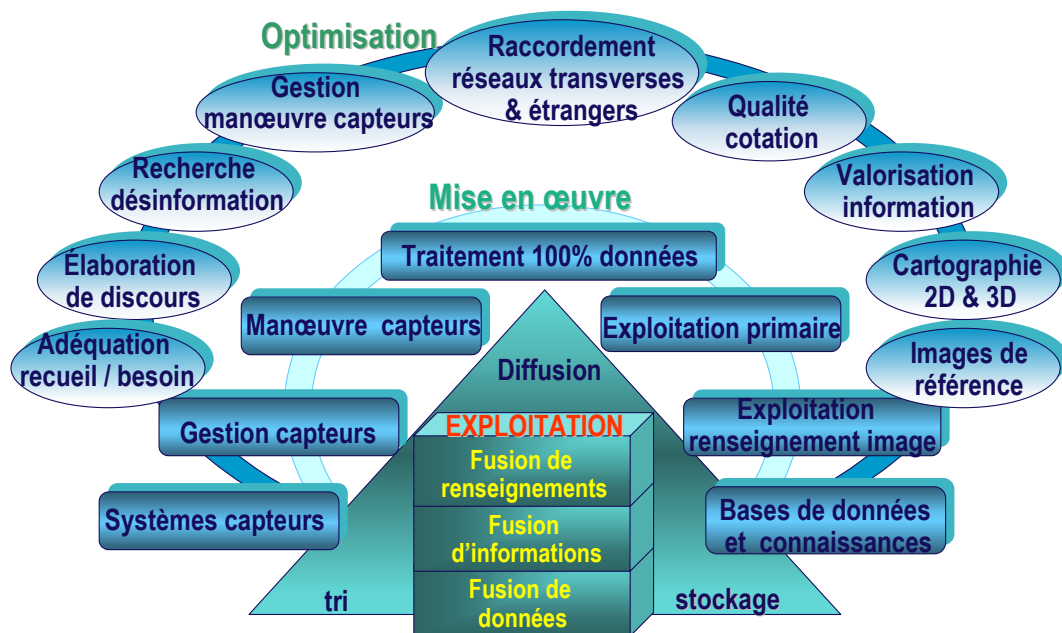 Optimisation
Raccordement
réseaux transverses
& étrangers
Gestion
manœuvre capteurs
Qualité
cotation
Recherche
désinformation
Valorisation
information
Élaboration
de discours
Cartographie
2D & 3D
Adéquation
recueil / besoin
Images de
référence
Mise en œuvre
Traitement 100% données
Manœuvre capteurs
Exploitation primaire
Gestion capteurs
Exploitation
renseignement image
Systèmes capteurs
Bases de données
et connaissances
Diffusion
EXPLOITATION
Fusion de
renseignements
Fusion
d’informations
Fusion de
données
tri
stockage